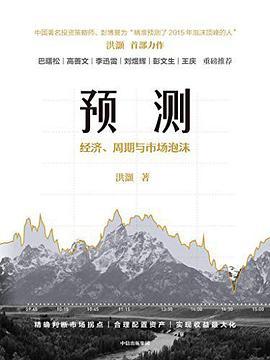 中国著名投资策略师、彭博誉为“精准预测了2015年泡沫顶峰的人”
洪灏 首部力作
巴曙松|高善文|李迅雷|刘煜辉|彭文生|王庆 重磅推荐
预测
经济、周期与市场泡沫
洪灏 著
精确判断市场拐点|合理配置资产|实现收益最大化
中信出版集团